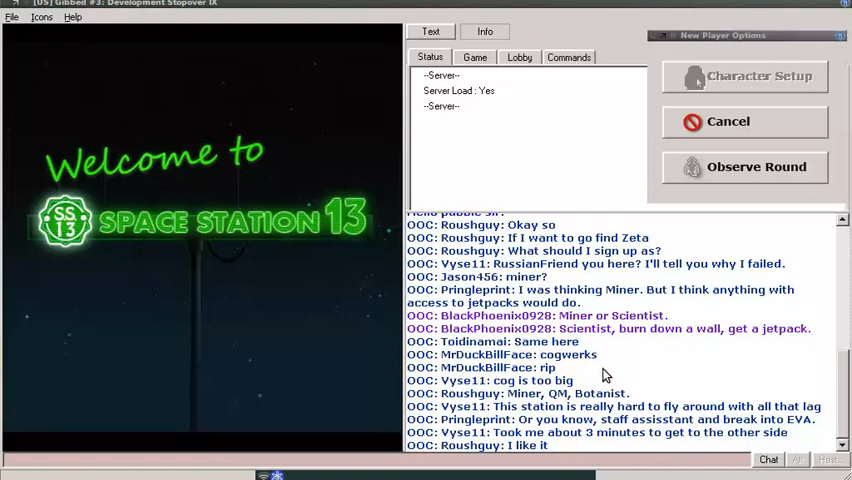 [US] Gibbed #3: Development Stopover IX
File Icons Help
Welcome to
SS
13
SPACE STATION 13
Text Info
Status Game Lobby Commands
--Server--
Server Load : Yes
--Server--
New Player Options
Character Setup
Cancel
Observe Round
Hello pubbie sir.
OOC: Roushguy: Okay so
OOC: Roushguy: If I want to go find Zeta
OOC: Roushguy: What should I sign up as?
OOC: Vyse11: RussianFriend you here? I'll tell you why I failed.
OOC: Jason456: miner?
OOC: Pringleprint: I was thinking Miner. But I think anything with
access to jetpacks would do.
OOC: BlackPhoenix0928: Miner or Scientist.
OOC: BlackPhoenix0928: Scientist, burn down a wall, get a jetpack.
OOC: Toidinamai: Same here
OOC: MrDuckBillFace: cogwerks
OOC: MrDuckBillFace: rip
OOC: Vyse11: cog is too big
OOC: Roushguy: Miner, QM, Botanist.
OOC: Vyse11: This station is really hard to fly around with all that lag
OOC: Pringleprint: Or you know, staff assisstant and break into EVA.
OOC: Vyse11: Took me about 3 minutes to get to the other side
OOC: Roushguy: I like it
Chat Alt Host..